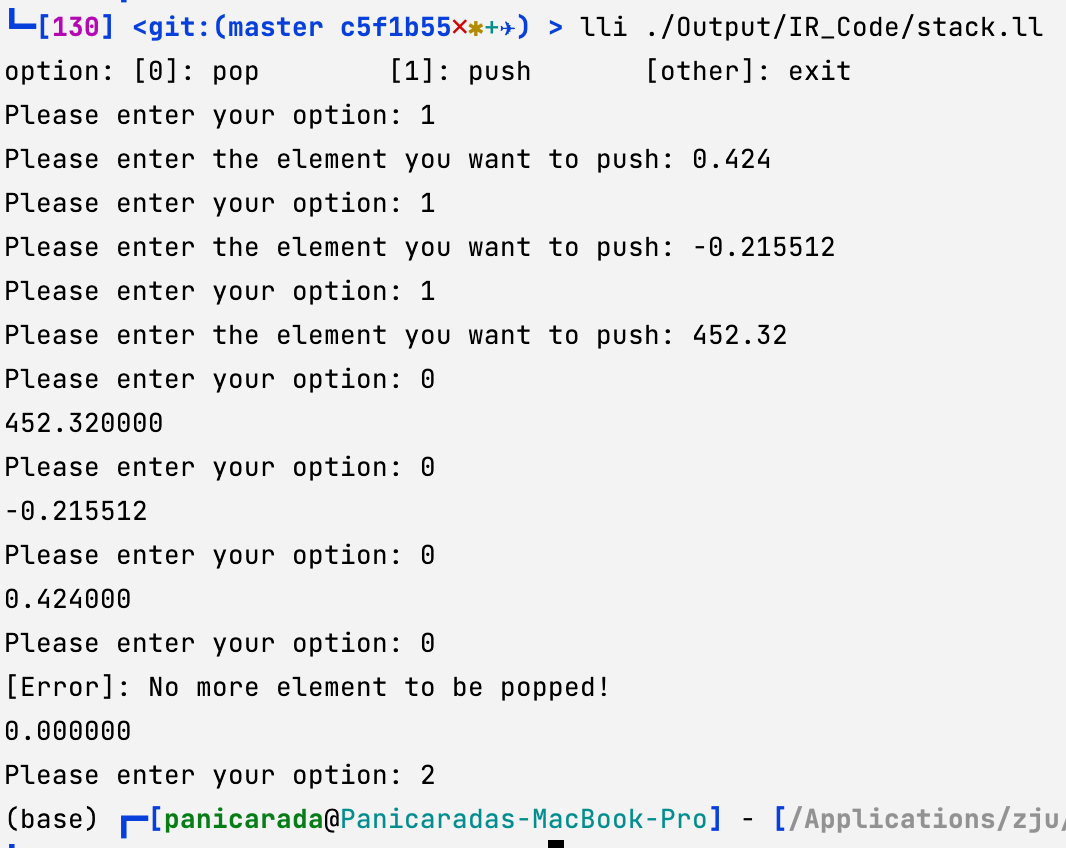 └─[130] <git:(master c5f1b55✗✱+✈) > lli ./Output/IR_Code/stack.ll
option: [0]: pop        [1]: push       [other]: exit
Please enter your option: 1
Please enter the element you want to push: 0.424
Please enter your option: 1
Please enter the element you want to push: -0.215512
Please enter your option: 1
Please enter the element you want to push: 452.32
Please enter your option: 0
452.320000
Please enter your option: 0
-0.215512
Please enter your option: 0
0.424000
Please enter your option: 0
[Error]: No more element to be popped!
0.000000
Please enter your option: 2
(base) ┌─[panicarada@Panicaradas-MacBook-Pro] - [/Applications/zju/